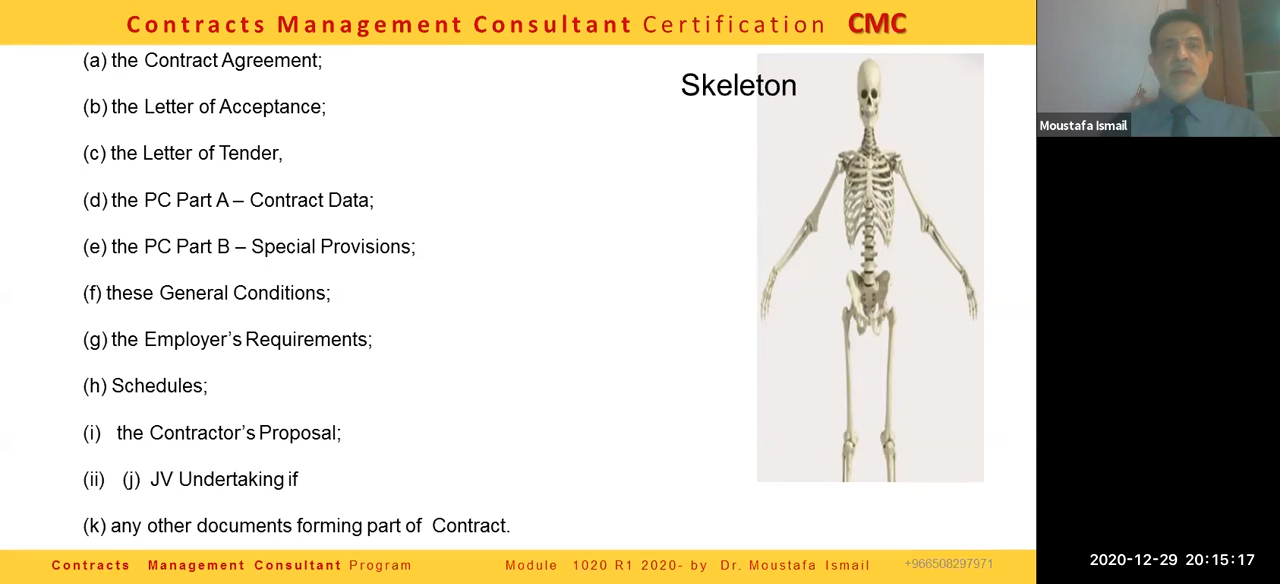 Contracts Management Consultant Certification CMC
(a) the Contract Agreement;
(b) the Letter of Acceptance;
(c) the Letter of Tender,
(d) the PC Part A – Contract Data;
(e) the PC Part B – Special Provisions;
(f) these General Conditions;
(g) the Employer's Requirements;
(h) Schedules;
(i) the Contractor's Proposal;
(ii) (j) JV Undertaking if
(k) any other documents forming part of Contract.
Skeleton
Moustafa Ismail
Contracts Management Consultant Program
Module 1020 R1 2020- by Dr. Moustafa Ismail
+966508297971
2020-12-29 20:15:17